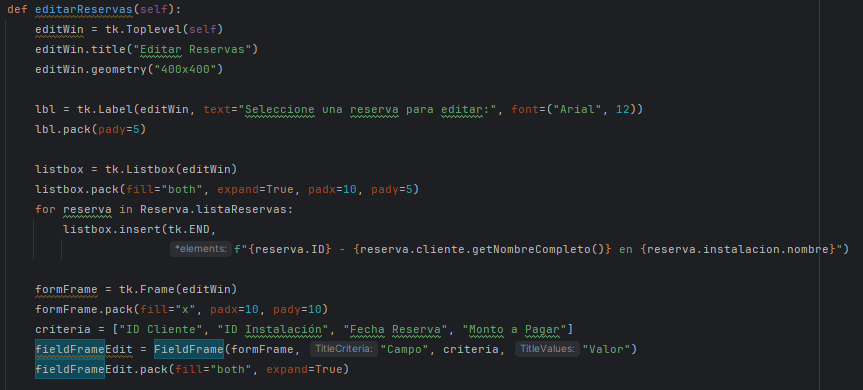 def editarReservas(self):
editWin = tk.Toplevel(self)
editWin.title("Editar Reservas")
editWin.geometry("400x400")
lbl = tk.Label(editWin, text="Seleccione una reserva para editar:", font=("Arial", 12))
lbl.pack(pady=5)
listbox = tk.Listbox(editWin)
listbox.pack(fill="both", expand=True, padx=10, pady=5)
for reserva in Reserva.listaReservas:
listbox.insert(tk.END,
*elements: f"{reserva.ID} - {reserva.cliente.getNombreCompleto()} en {reserva.instalacion.nombre}")
formFrame = tk.Frame(editWin)
formFrame.pack(fill="x", padx=10, pady=10)
criteria = ["ID Cliente", "ID Instalación", "Fecha Reserva", "Monto a Pagar"]
fieldFrameEdit = FieldFrame(formFrame, TitleCriteria: "Campo", criteria, TitleValues: "Valor")
fieldFrameEdit.pack(fill="both", expand=True)